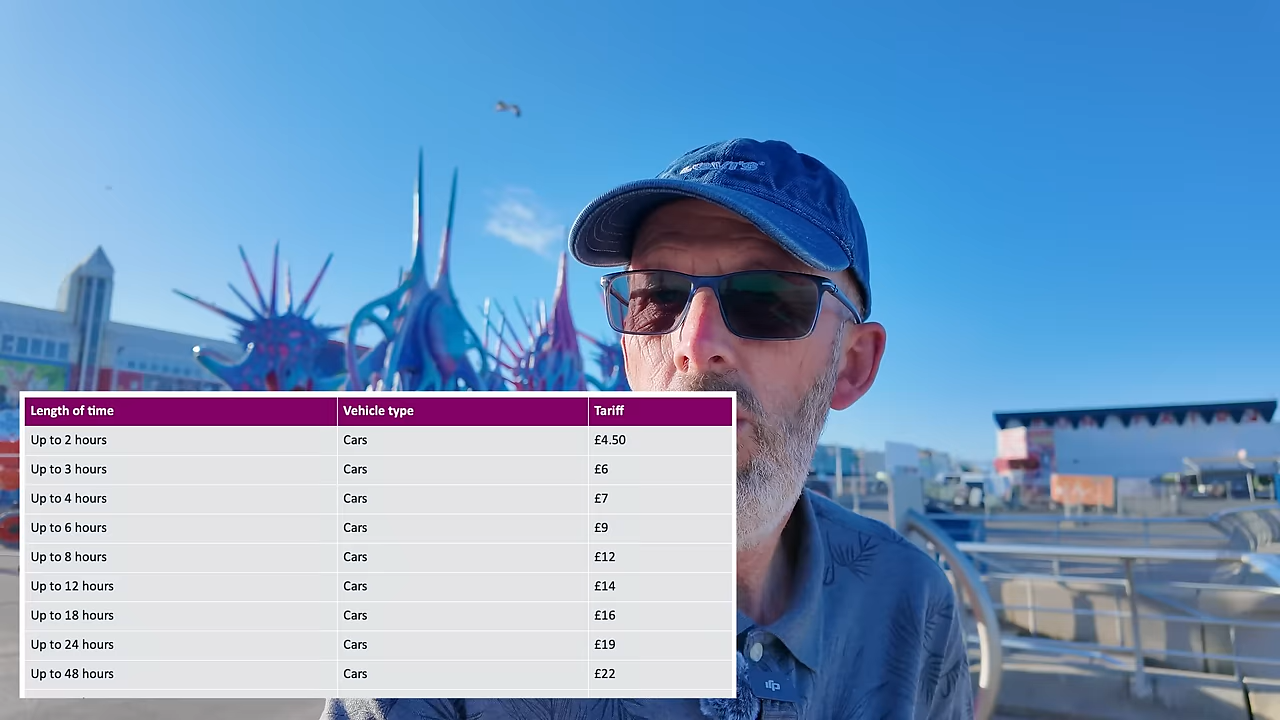 Levi's
Length of time Vehicle type Tariff
Up to 2 hours Cars £4.50
Up to 3 hours Cars £6
Up to 4 hours Cars £7
Up to 6 hours Cars £9
Up to 8 hours Cars £12
Up to 12 hours Cars £14
Up to 18 hours Cars £16
Up to 24 hours Cars £19
Up to 48 hours Cars £22